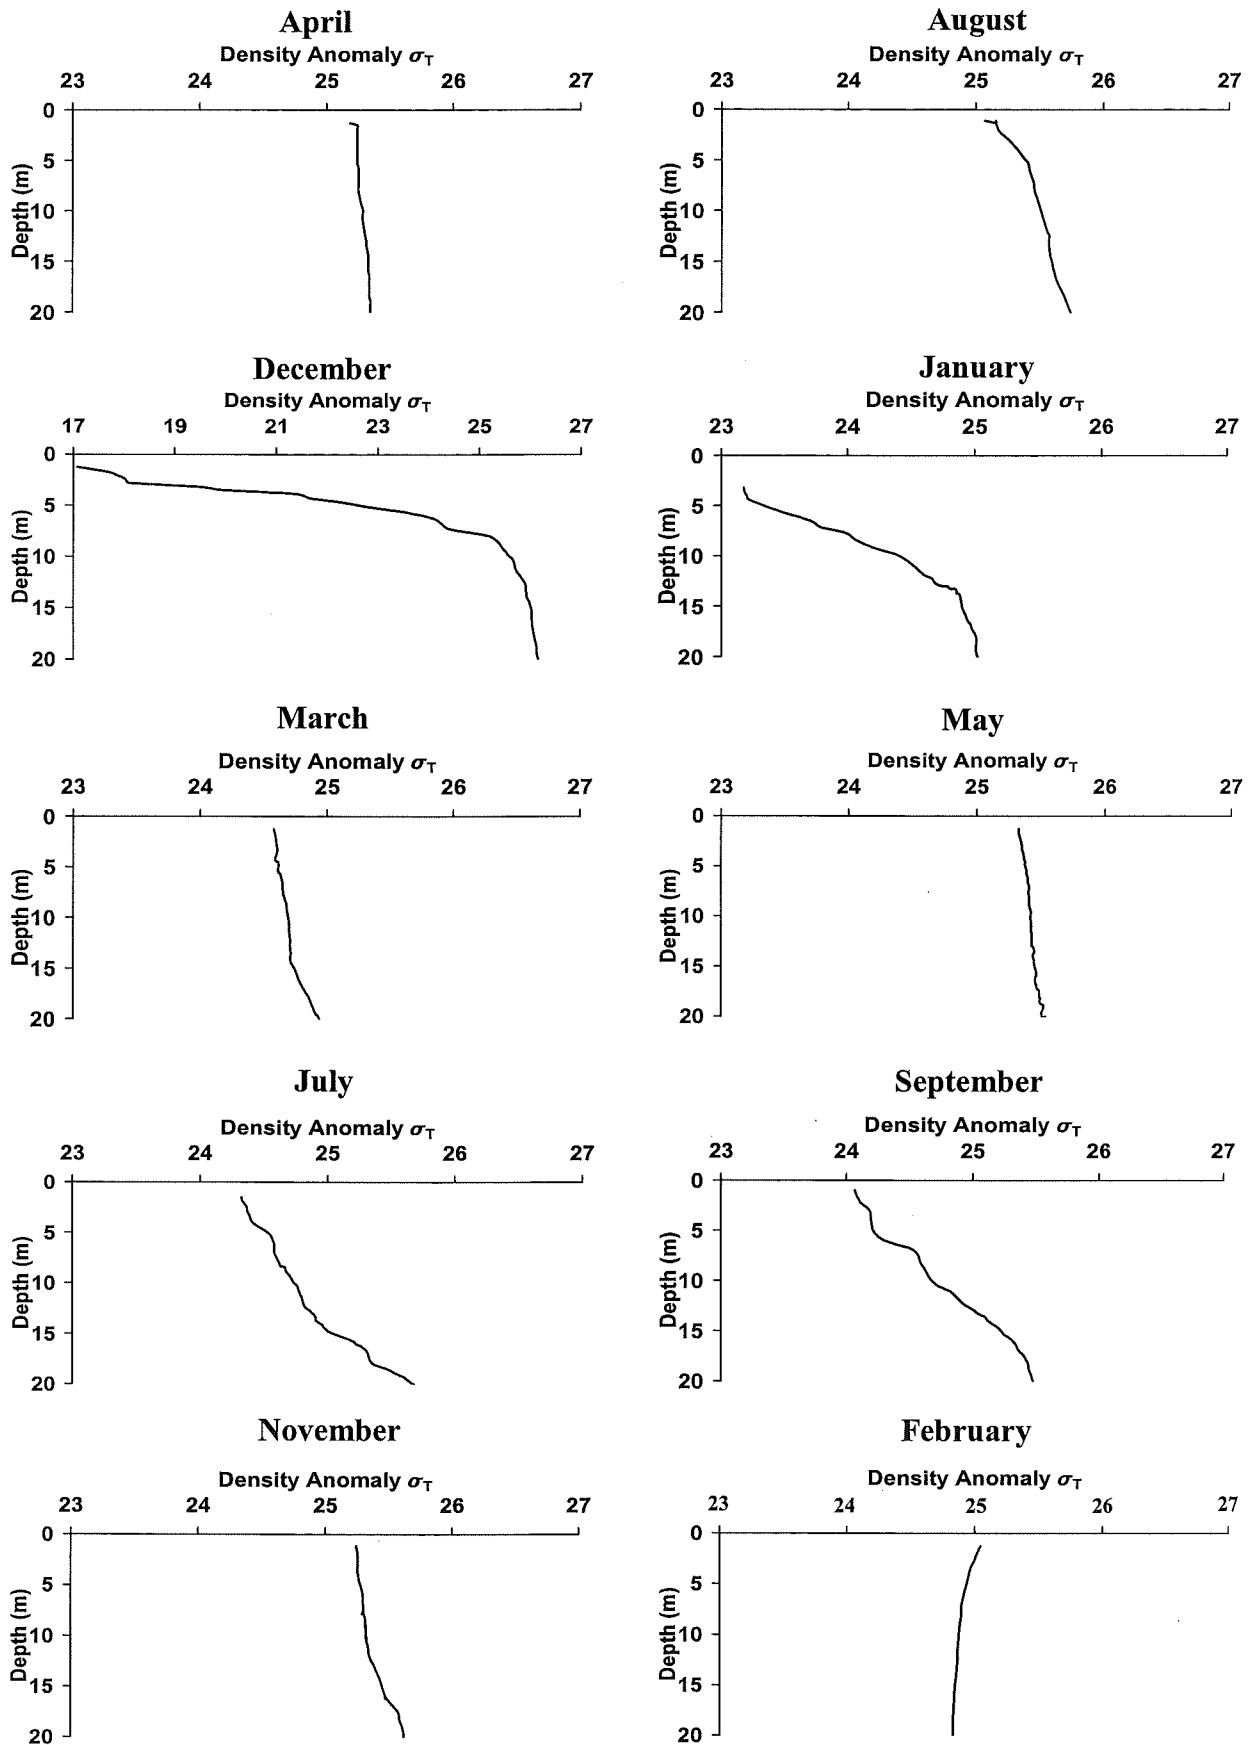 April
Density Anomaly σT
23 24 25 26 27
0
5
10
15
20
Depth (m)
August
Density Anomaly σT
23 24 25 26 27
0
5
10
15
20
Depth (m)
December
Density Anomaly σT
17 19 21 23 25 27
0
5
10
15
20
Depth (m)
January
Density Anomaly σT
23 24 25 26 27
0
5
10
15
20
Depth (m)
March
Density Anomaly σT
23 24 25 26 27
0
5
10
15
20
Depth (m)
May
Density Anomaly σT
23 24 25 26 27
0
5
10
15
20
Depth (m)
July
Density Anomaly σT
23 24 25 26 27
0
5
10
15
20
Depth (m)
September
Density Anomaly σT
23 24 25 26 27
0
5
10
15
20
Depth (m)
November
Density Anomaly σT
23 24 25 26 27
0
5
10
15
20
Depth (m)
February
Density Anomaly σT
23 24 25 26 27
0
5
10
15
20
Depth (m)